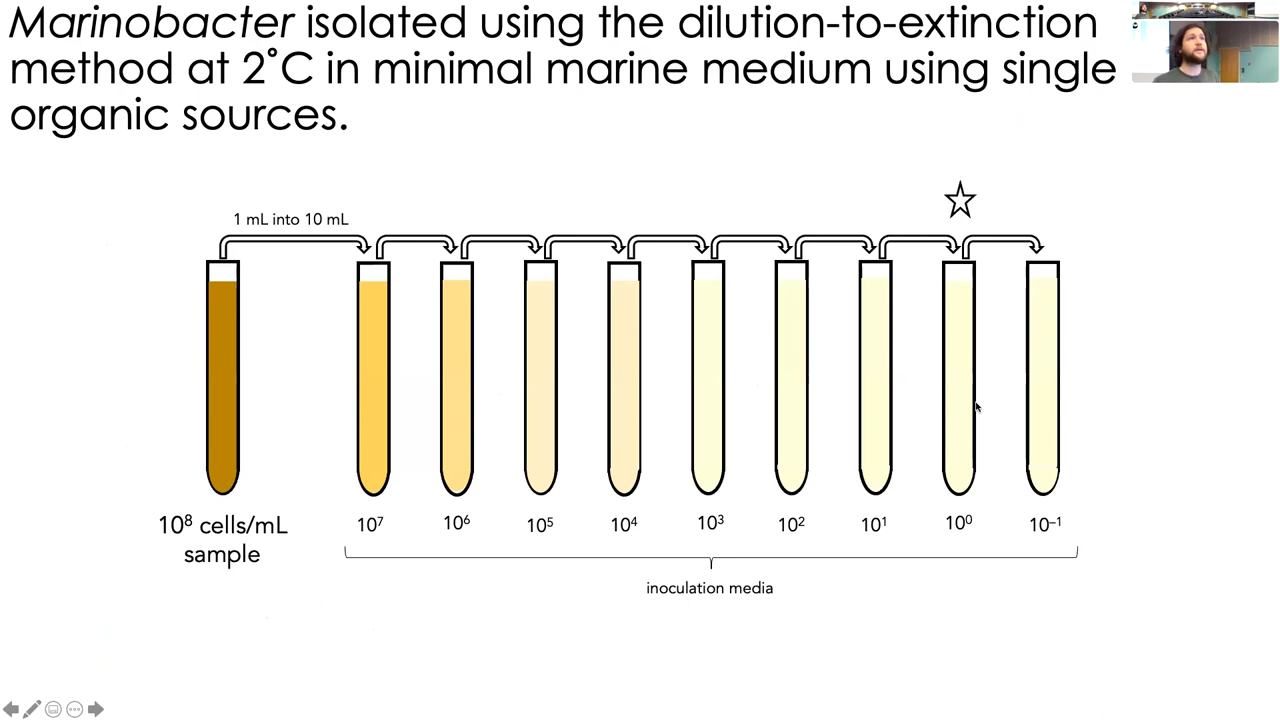 Marinobacter isolated using the dilution-to-extinction
method at 2˚C in minimal marine medium using single
organic sources.
1 mL into 10 mL
10⁸ cells/mL
sample
10⁷ 10⁶ 10⁵ 10⁴ 10³ 10² 10¹ 10⁰ 10⁻¹
inoculation media